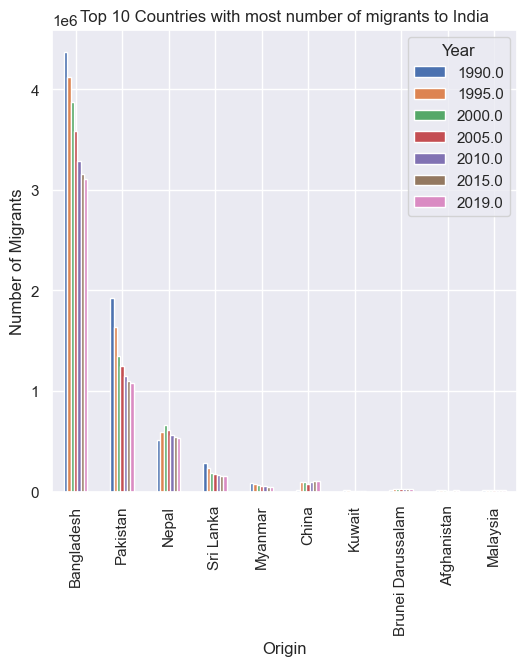 Top 10 Countries with most number of migrants to India
1e6
Year
1990.0
1995.0
2000.0
2005.0
2010.0
2015.0
2019.0
Number of Migrants
4
3
2
1
0
Bangladesh
Pakistan
Nepal
Sri Lanka
Myanmar
China
Kuwait
Brunei Darussalam
Afghanistan
Malaysia
Origin